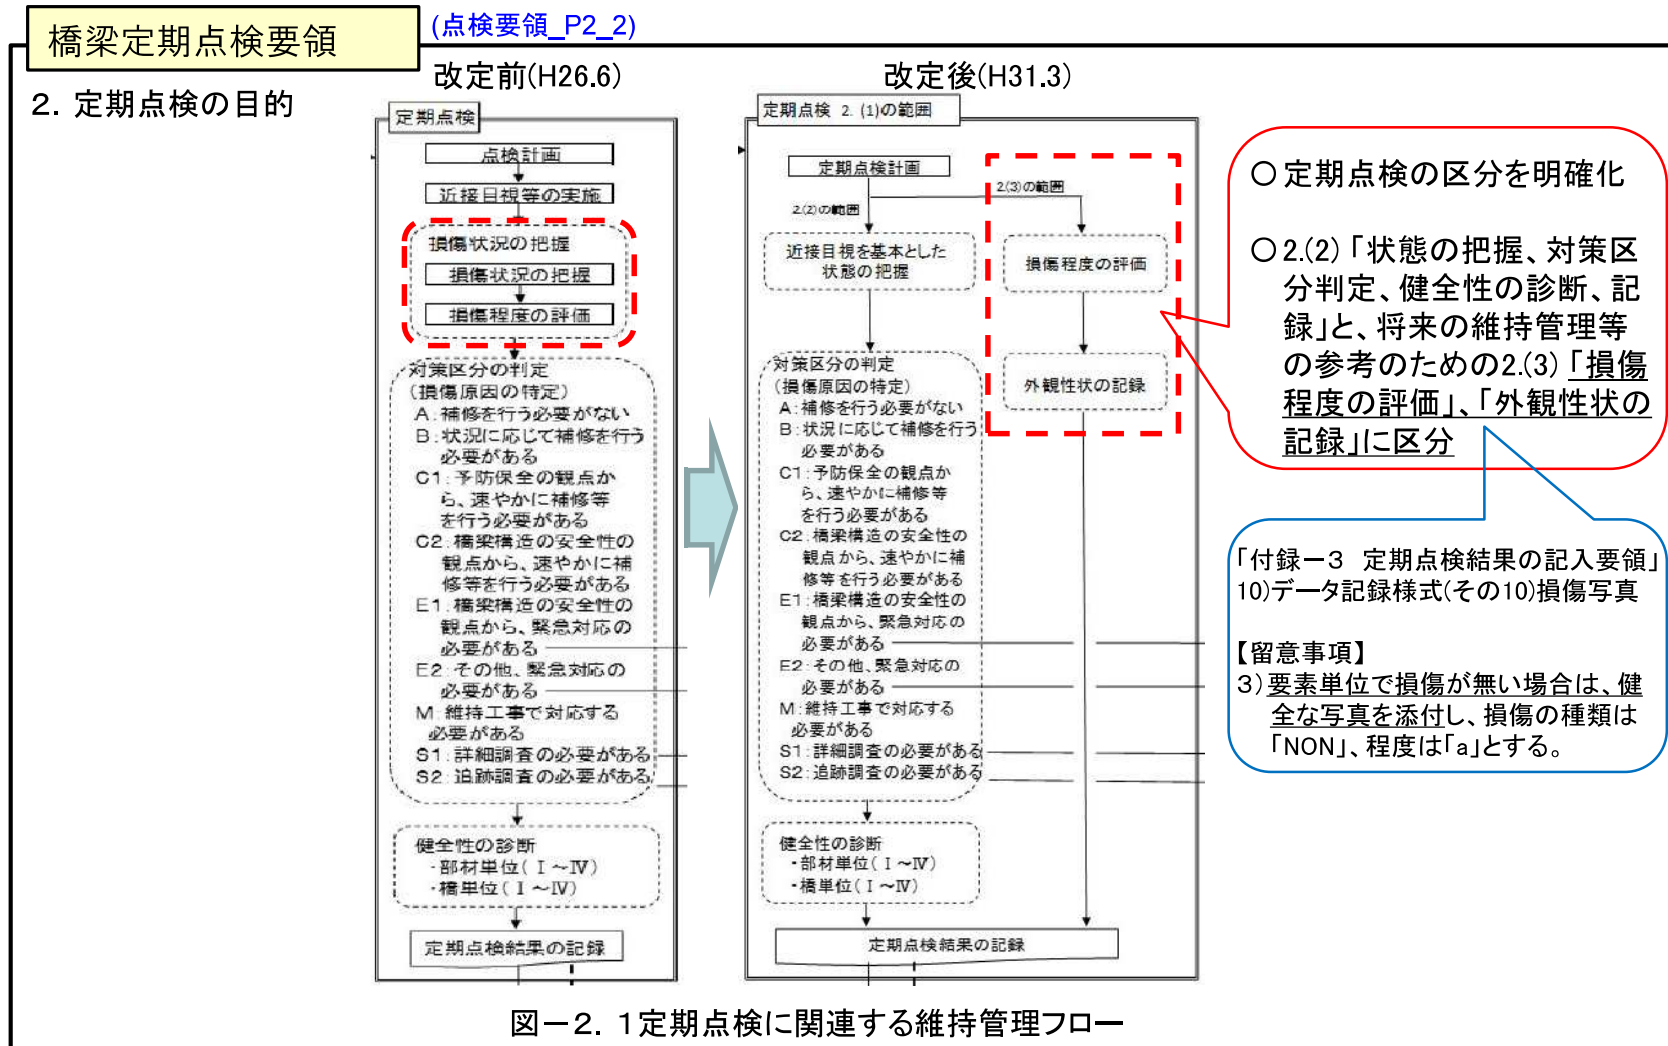 橋梁定期点検要領
(点検要領_P2_2)
2．定期点検の目的
改定前(H26.6)
定期点検
点検計画
近接目視等の実施
損傷状況の把握
損傷状況の把握
損傷程度の評価
対策区分の判定
(損傷原因の特定)
A:補修を行う必要がない
B:状況に応じて補修を行う
必要がある
C1:予防保全の観点か
ら、速やかに補修等
を行う必要がある
C2:橋梁構造の安全性の
観点から、速やかに補
修等を行う必要がある
E1:橋梁構造の安全性の
観点から、緊急対応の
必要がある
E2:その他、緊急対応の
必要がある
M:維持工事で対応する
必要がある
S1:詳細調査の必要がある
S2:追跡調査の必要がある
健全性の診断
・部材単位(Ⅰ～Ⅳ)
・橋単位(Ⅰ～Ⅳ)
定期点検結果の記録
改定後(H31.3)
定期点検 2.(1)の範囲
定期点検計画
2.(3)の範囲
2.(2)の範囲
近接目視を基本とした
状態の把握
損傷程度の評価
外観性状の記録
対策区分の判定
(損傷原因の特定)
A:補修を行う必要がない
B:状況に応じて補修を行う
必要がある
C1:予防保全の観点か
ら、速やかに補修等
を行う必要がある
C2:橋梁構造の安全性の
観点から、速やかに補
修等を行う必要がある
E1:橋梁構造の安全性の
観点から、緊急対応の
必要がある
E2:その他、緊急対応の
必要がある
M:維持工事で対応する
必要がある
S1:詳細調査の必要がある
S2:追跡調査の必要がある
健全性の診断
・部材単位(Ⅰ～Ⅳ)
・橋単位(Ⅰ～Ⅳ)
定期点検結果の記録
○定期点検の区分を明確化
○2.(2)「状態の把握、対策区
分判定、健全性の診断、記
録」と、将来の維持管理等
の参考のための2.(3)「損傷
程度の評価」、「外観性状の
記録」に区分
「付録－3　定期点検結果の記入要領」
10)データ記録様式(その10)損傷写真
【留意事項】
3)要素単位で損傷が無い場合は、健
全な写真を添付し、損傷の種類は
「NON」、程度は「a」とする。
図－2．1定期点検に関連する維持管理フロー